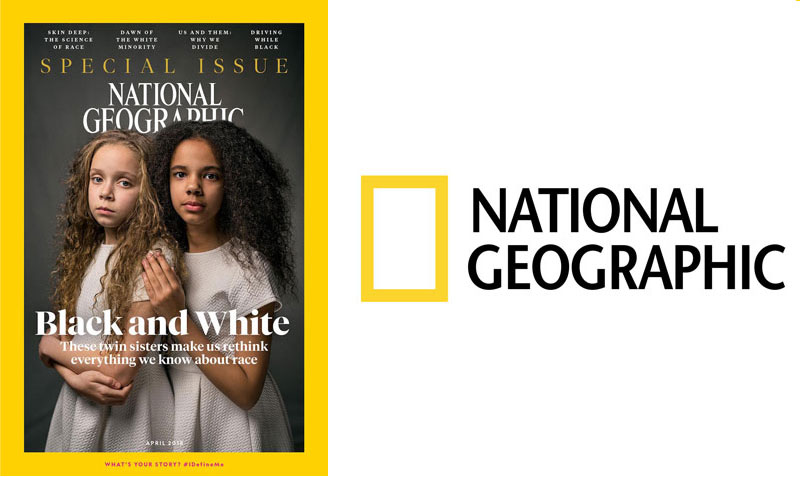 SKIN DEEP:
THE SCIENCE
OF RACE
DAWN OF
THE WHITE
MINORITY
US AND THEM:
WHY WE
DIVIDE
DRIVING
WHILE
BLACK
SPECIAL ISSUE
NATIONAL
GEOGRAPHIC
Black and White
These twin sisters make us rethink
everything we know about race
APRIL 2018
WHAT'S YOUR STORY? #IDefineMe
NATIONAL
GEOGRAPHIC